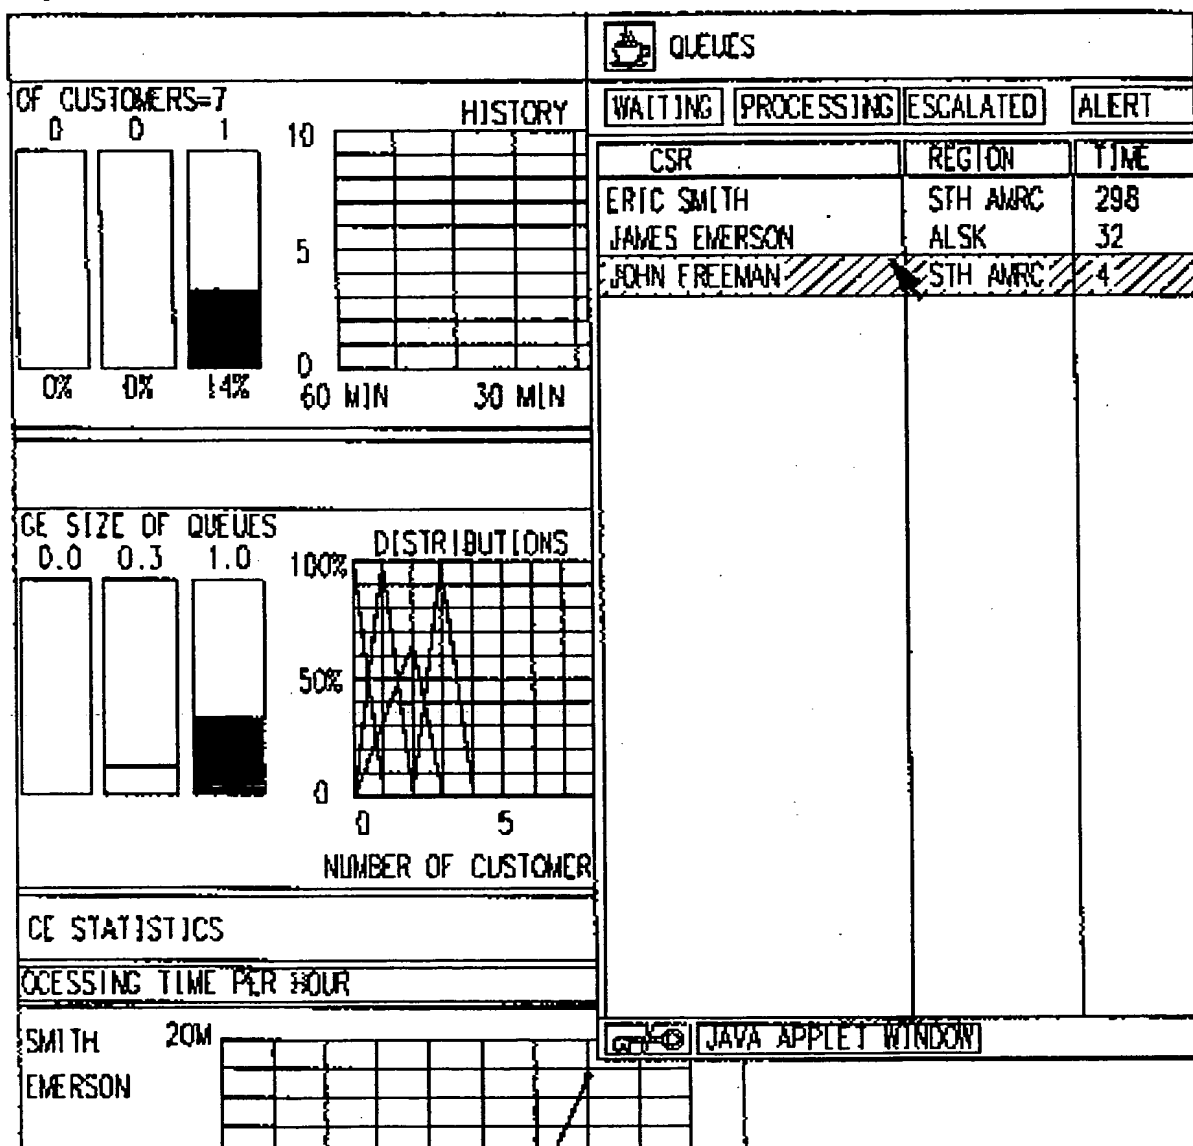 QUEUES
OF CUSTOMERS=7
0 0 1
HISTORY
10
5
0
0% 0% 14%
60 MIN 30 MIN
WAITING PROCESSING ESCALATED ALERT
CSR REGION TIME
ERIC SMITH STH AMRC 298
JAMES EMERSON ALSK 32
JOHN FREEMAN STH AMRC 4
GE SIZE OF QUEUES
0.0 0.3 1.0
DISTRIBUTIONS
100%
50%
0
0 5
NUMBER OF CUSTOMER
CE STATISTICS
OCESSING TIME PER HOUR
SMITH 20M
EMERSON
JAVA APPLET WINDOW